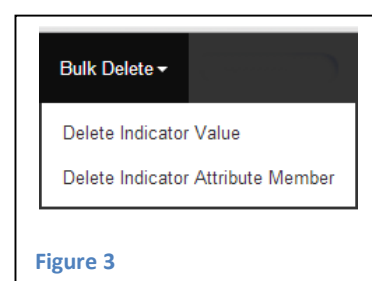 Bulk Delete
Delete Indicator Value
Delete Indicator Attribute Member
Figure 3